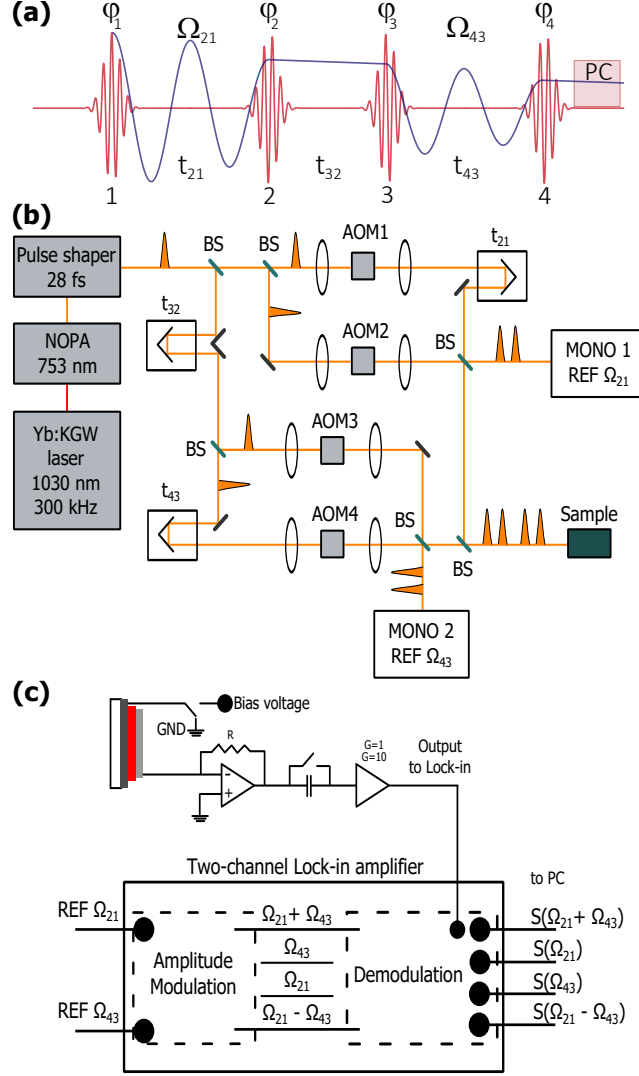 (a)
φ1 Ω21 φ2 φ3 Ω43 φ4
PC
t21 t32 t43
1 2 3 4
(b)
Pulse shaper
28 fs
NOPA
753 nm
Yb:KGW
laser
1030 nm
300 kHz
BS
BS
AOM1
t21
t32
AOM2
BS
MONO 1
REF Ω21
BS
AOM3
t43
AOM4
BS
BS
Sample
MONO 2
REF Ω43
(c)
Bias voltage
GND
R
-
+
G=1
G=10
Output
to Lock-in
Two-channel Lock-in amplifier
to PC
REF Ω21
REF Ω43
Amplitude
Modulation
Ω21+ Ω43
Ω43
Ω21
Ω21 - Ω43
Demodulation
S(Ω21+ Ω43)
S(Ω21)
S(Ω43)
S(Ω21 - Ω43)